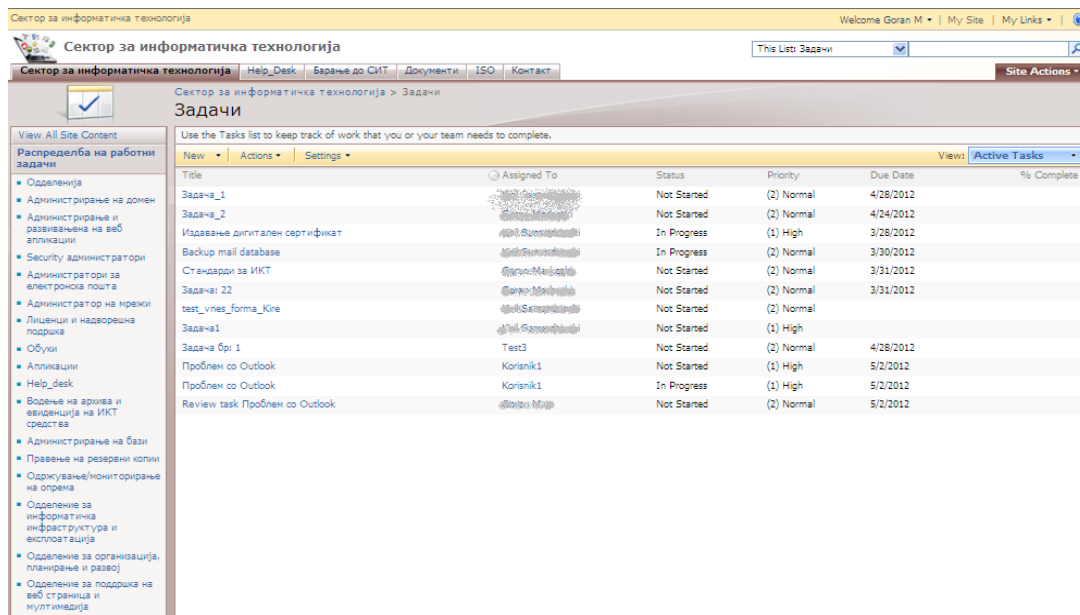 Сектор за информатичка технологија
Welcome Goran M | My Site | My Links
Сектор за информатичка технологија
This List: Задачи
Сектор за информатичка технологија Help_Desk Барање до СИТ Документи ISO Контакт
Site Actions
Сектор за информатичка технологија > Задачи
Задачи
View All Site Content
Use the Tasks list to keep track of work that you or your team needs to complete.
Распределба на работни
задачи
New Actions Settings View: Active Tasks
Title Assigned To Status Priority Due Date % Complete
Задача_1 Not Started (2) Normal 4/28/2012
Задача_2 Not Started (2) Normal 4/24/2012
Издавање дигитален сертификат In Progress (1) High 3/28/2012
Backup mail database In Progress (2) Normal 3/30/2012
Стандарди за ИКТ Not Started (2) Normal 3/31/2012
Задача: 22 Not Started (2) Normal 3/31/2012
test_vnes_forma_Kire Not Started (2) Normal
Задача1 Not Started (1) High
Задача бр: 1 Test3 Not Started (2) Normal 4/28/2012
Проблем со Outlook Korisnik1 Not Started (1) High 5/2/2012
Проблем со Outlook Korisnik1 In Progress (1) High 5/2/2012
Review task Проблем со Outlook Not Started (2) Normal 5/2/2012
Одделенија
Администрирање на домен
Администрирање и
развивањена на веб
апликации
Security администратори
Администратори за
електронска пошта
Администратор на мрежи
Лиценци и надворешна
подршка
Обуки
Апликации
Help_desk
Водење на архива и
евиденција на ИКТ
средства
Администрирање на бази
Правење на резервни копии
Одржување/мониторирање
на опрема
Одделение за
информатичка
инфраструктура и
експлоатација
Одделение за организација,
планирање и развој
Одделение за поддршка на
веб страница и
мултимедија